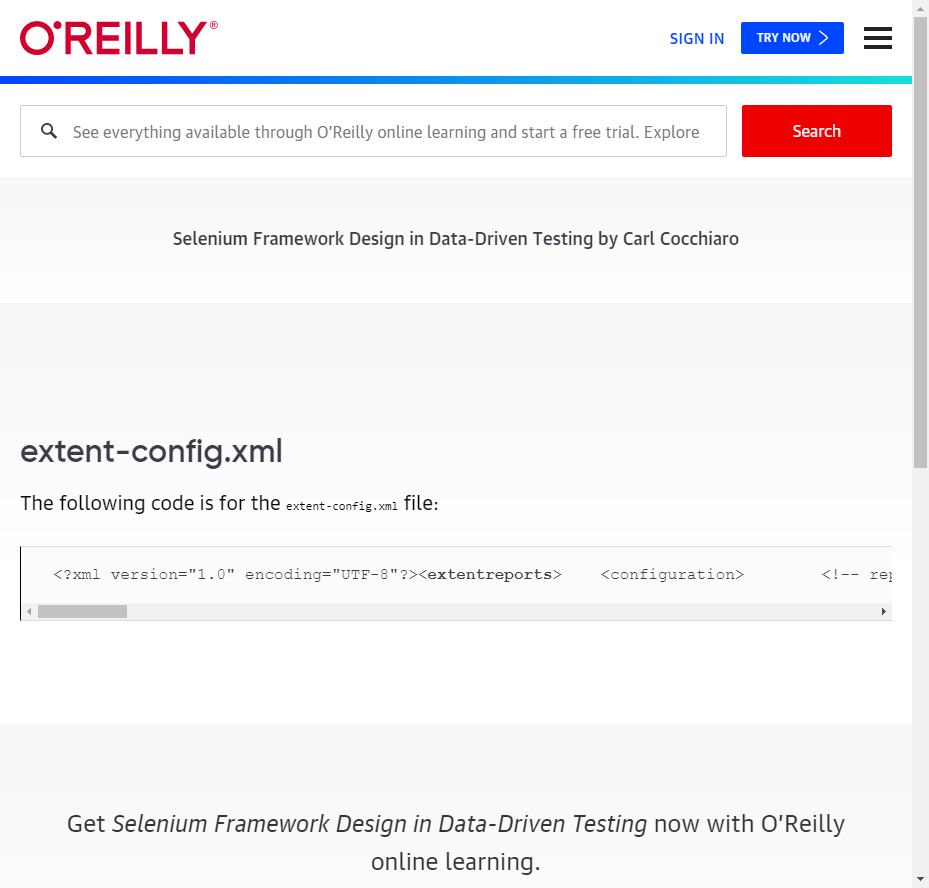 O'REILLY®
SIGN IN
TRY NOW
See everything available through O'Reilly online learning and start a free trial. Explore
Search
Selenium Framework Design in Data-Driven Testing by Carl Cocchiaro
extent-config.xml
The following code is for the extent-config.xml file:
<?xml version="1.0" encoding="UTF-8"?><extentreports>    <configuration>        <!-- rep
Get Selenium Framework Design in Data-Driven Testing now with O'Reilly
online learning.